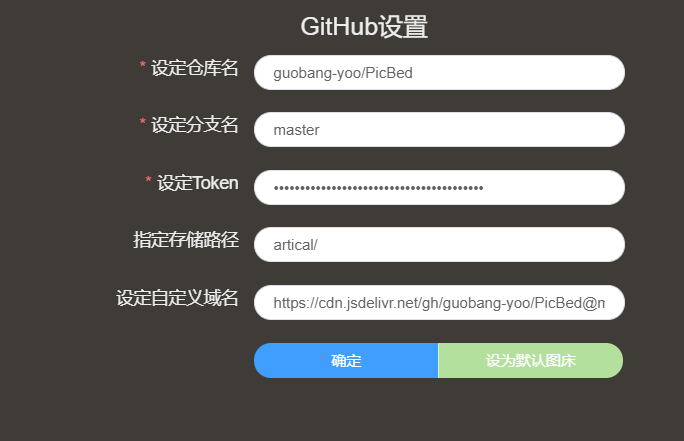 GitHub设置
* 设定仓库名 guobang-yoo/PicBed
* 设定分支名 master
* 设定Token ••••••••••••••••••••••••••••••••••••••••
指定存储路径 artical/
设定自定义域名 https://cdn.jsdelivr.net/gh/guobang-yoo/PicBed@m
确定 设为默认图床